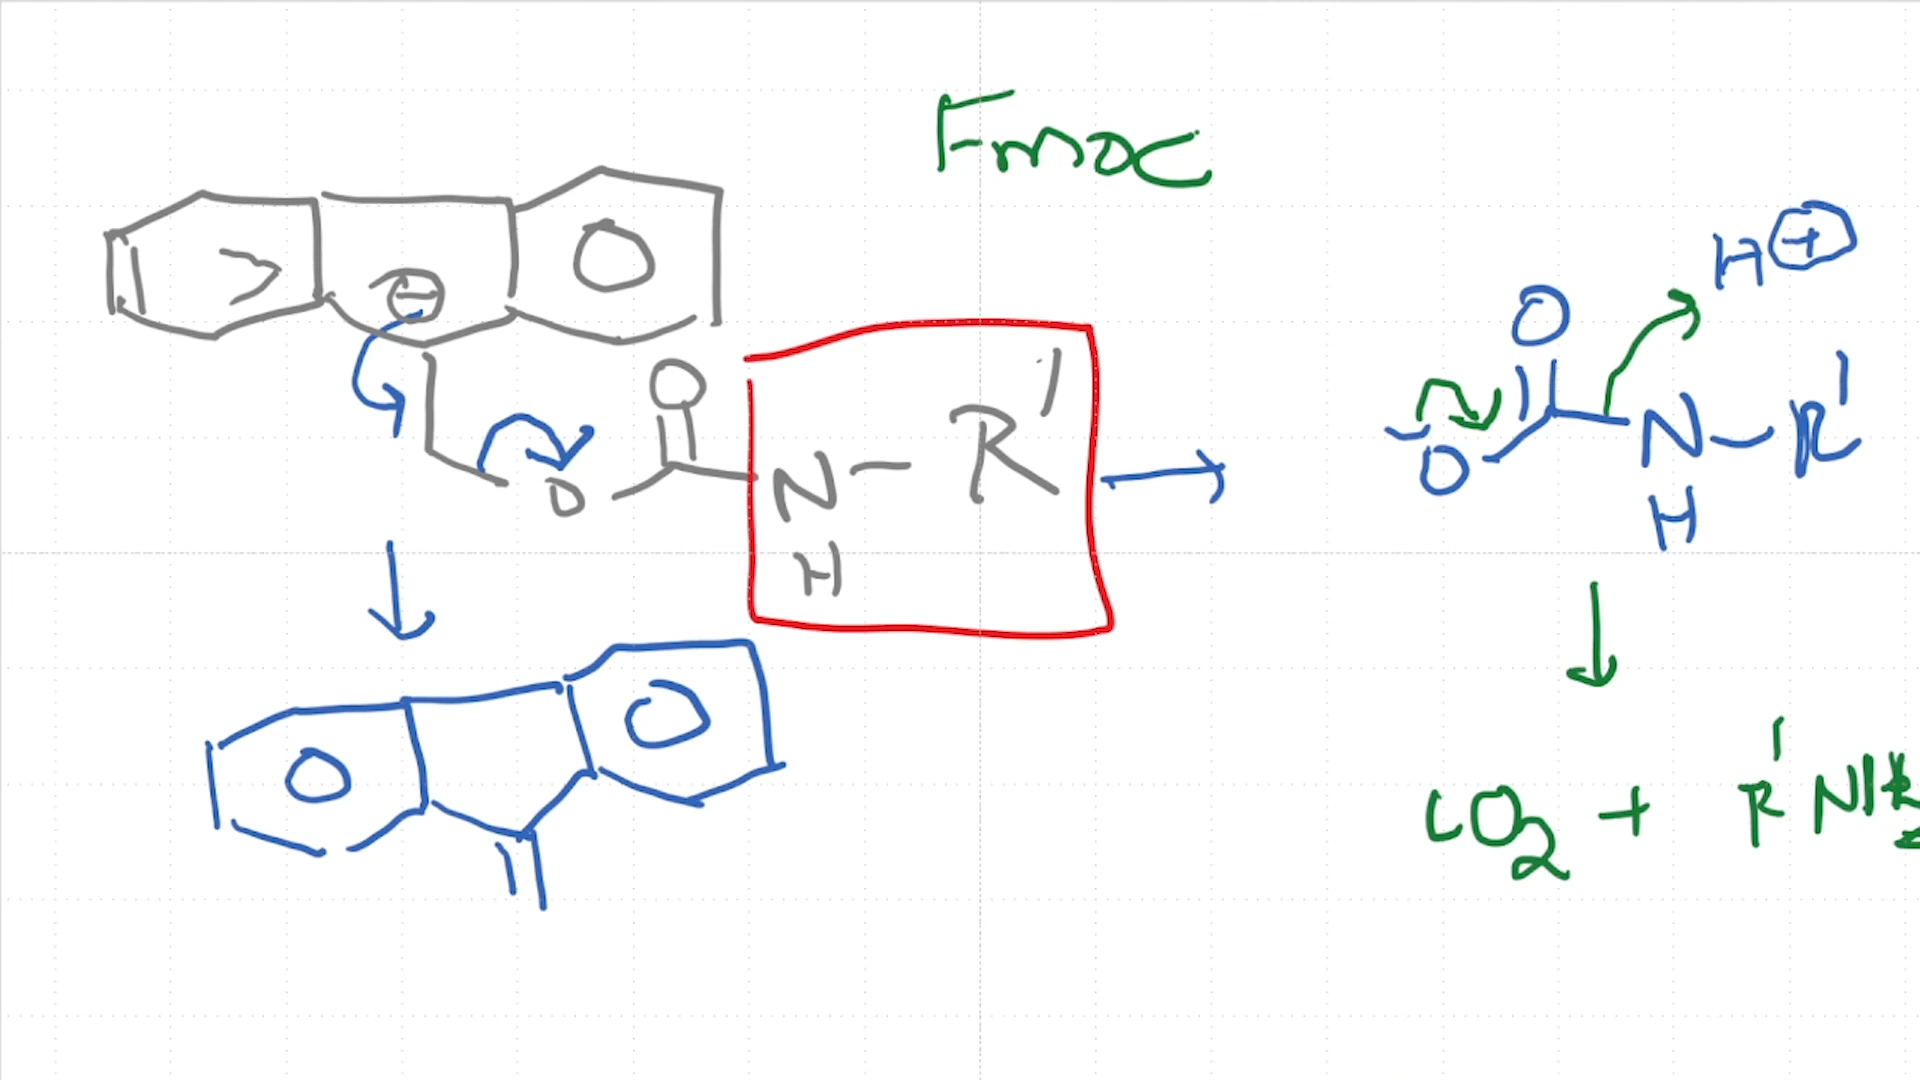 Fmoc
H⊕
⊖
O
O
O
N - R'
H
⁻O
N - R'
H
CO₂ + R'NH₂